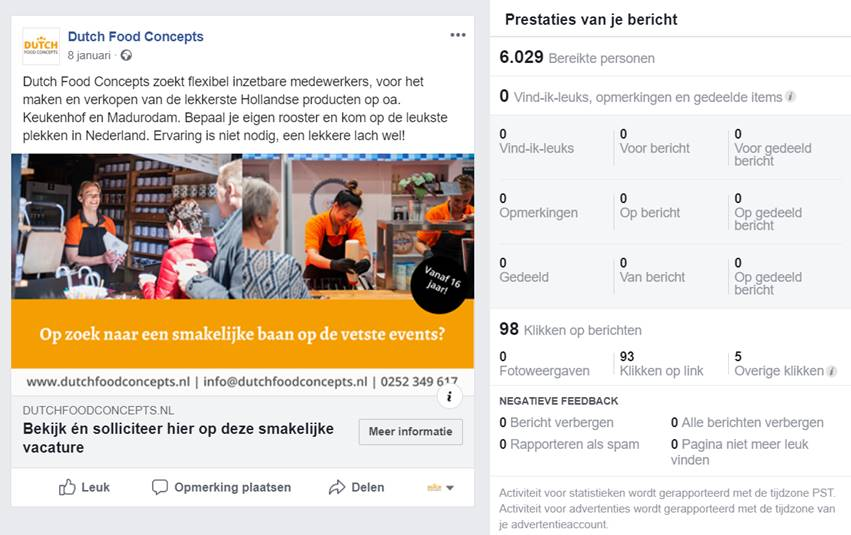 DUTCH
FOOD CONCEPTS
Dutch Food Concepts
8 januari ·
Dutch Food Concepts zoekt flexibel inzetbare medewerkers, voor het
maken en verkopen van de lekkerste Hollandse producten op oa.
Keukenhof en Madurodam. Bepaal je eigen rooster en kom op de leukste
plekken in Nederland. Ervaring is niet nodig, een lekkere lach wel!
Vanaf 16
jaar!
Op zoek naar een smakelijke baan op de vetste events?
www.dutchfoodconcepts.nl | info@dutchfoodconcepts.nl | 0252 349 617
i
DUTCHFOODCONCEPTS.NL
Bekijk én solliciteer hier op deze smakelijke
vacature
Meer informatie
Leuk
Opmerking plaatsen
Delen
Prestaties van je bericht
6.029 Bereikte personen
0 Vind-ik-leuks, opmerkingen en gedeelde items i
0
Vind-ik-leuks
0
Voor bericht
0
Voor gedeeld
bericht
0
Opmerkingen
0
Op bericht
0
Op gedeeld
bericht
0
Gedeeld
0
Van bericht
0
Op gedeeld
bericht
98 Klikken op berichten
0
Fotoweergaven
93
Klikken op link
5
Overige klikken i
NEGATIEVE FEEDBACK
0 Bericht verbergen
0 Alle berichten verbergen
0 Rapporteren als spam
0 Pagina niet meer leuk
vinden
Activiteit voor statistieken wordt gerapporteerd met de tijdzone PST.
Activiteit voor advertenties wordt gerapporteerd met de tijdzone van
je advertentieaccount.